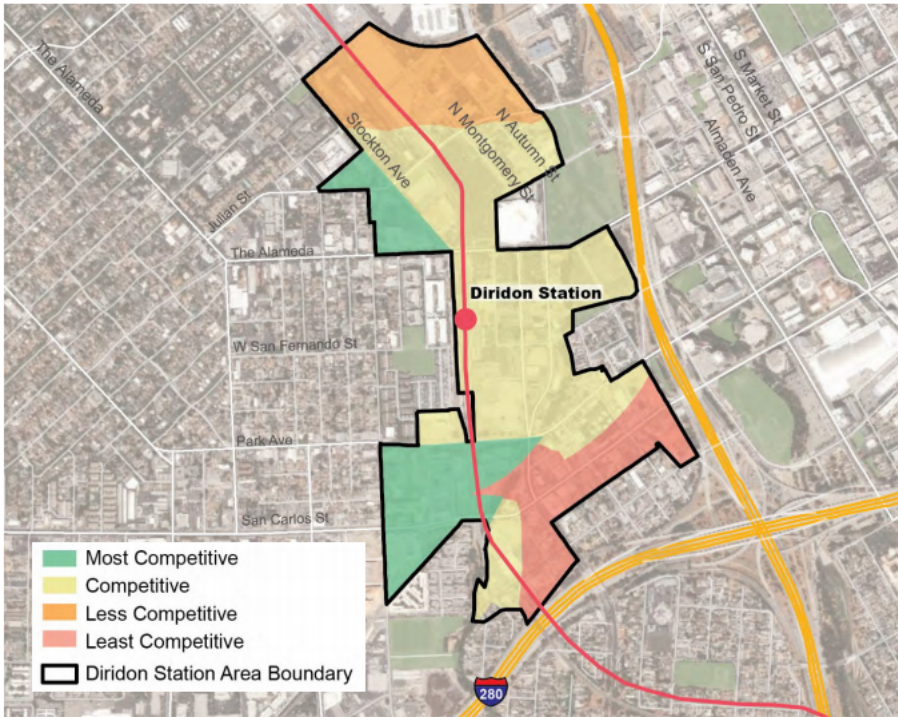 The Alameda
Stockton Ave
N Montgomery St
N Autumn St
S San Pedro St
S Market St
Almaden Ave
Julian St
The Alameda
Diridon Station
W San Fernando St
Park Ave
San Carlos St
Most Competitive
Competitive
Less Competitive
Least Competitive
Diridon Station Area Boundary
280